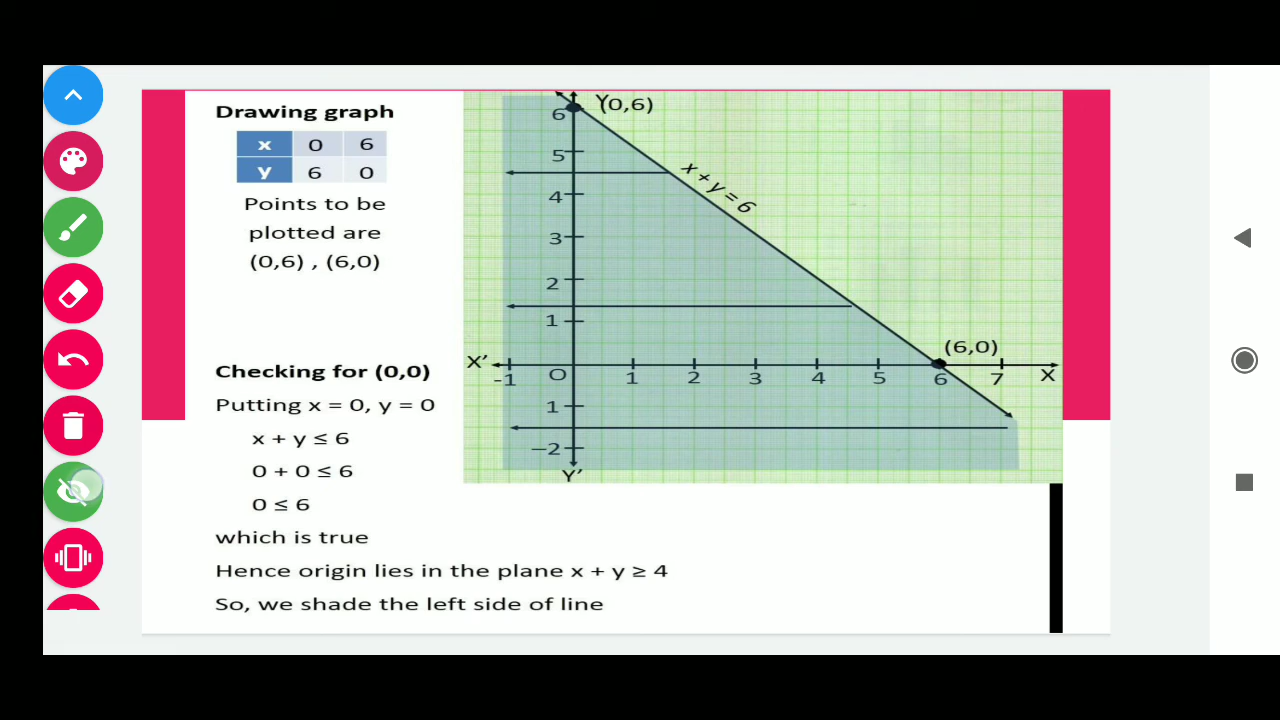 Drawing graph
x 0 6
y 6 0
Points to be
plotted are
(0,6) , (6,0)
Checking for (0,0)
Putting x = 0, y = 0
x + y ≤ 6
0 + 0 ≤ 6
0 ≤ 6
which is true
Hence origin lies in the plane x + y ≥ 4
So, we shade the left side of line
Y
(0,6)
6
5
4
3
2
1
x + y = 6
(6,0)
X'
X
-1 O 1 2 3 4 5 6 7
1
−2
Y'